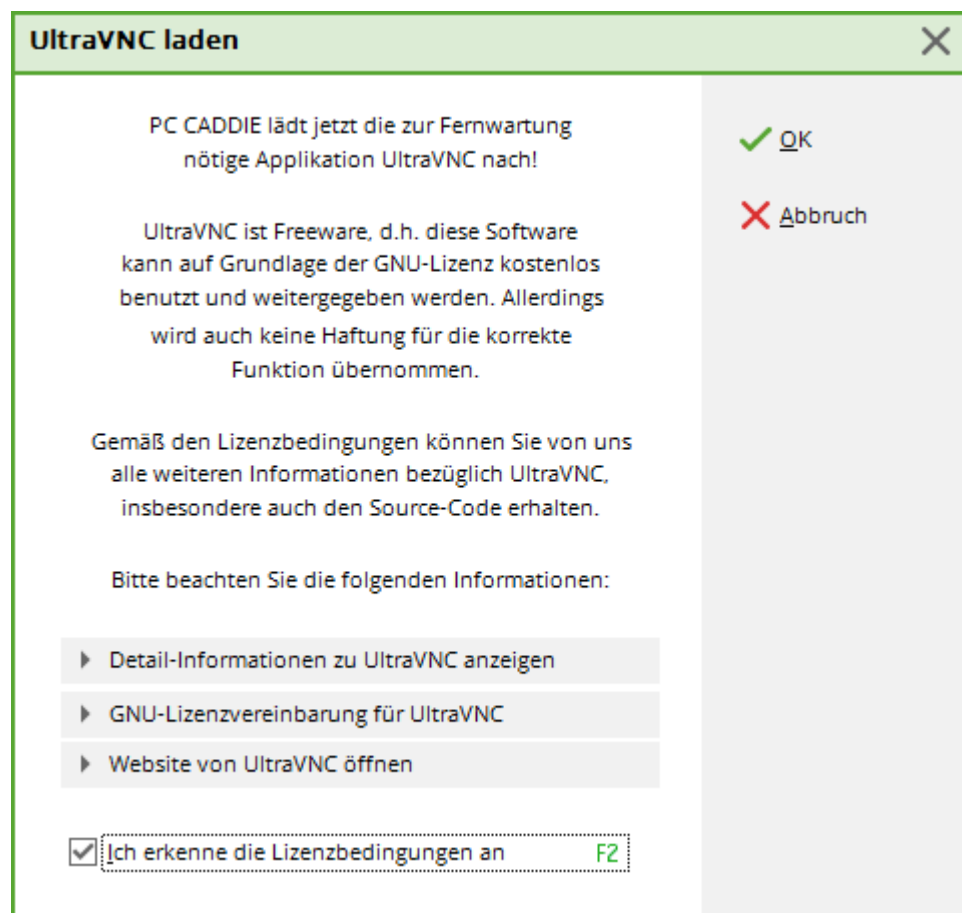 UltraVNC laden
PC CADDIE lädt jetzt die zur Fernwartung
nötige Applikation UltraVNC nach!
OK
Abbruch
UltraVNC ist Freeware, d.h. diese Software
kann auf Grundlage der GNU-Lizenz kostenlos
benutzt und weitergegeben werden. Allerdings
wird auch keine Haftung für die korrekte
Funktion übernommen.
Gemäß den Lizenzbedingungen können Sie von uns
alle weiteren Informationen bezüglich UltraVNC,
insbesondere auch den Source-Code erhalten.
Bitte beachten Sie die folgenden Informationen:
Detail-Informationen zu UltraVNC anzeigen
GNU-Lizenzvereinbarung für UltraVNC
Website von UltraVNC öffnen
Ich erkenne die Lizenzbedingungen an F2